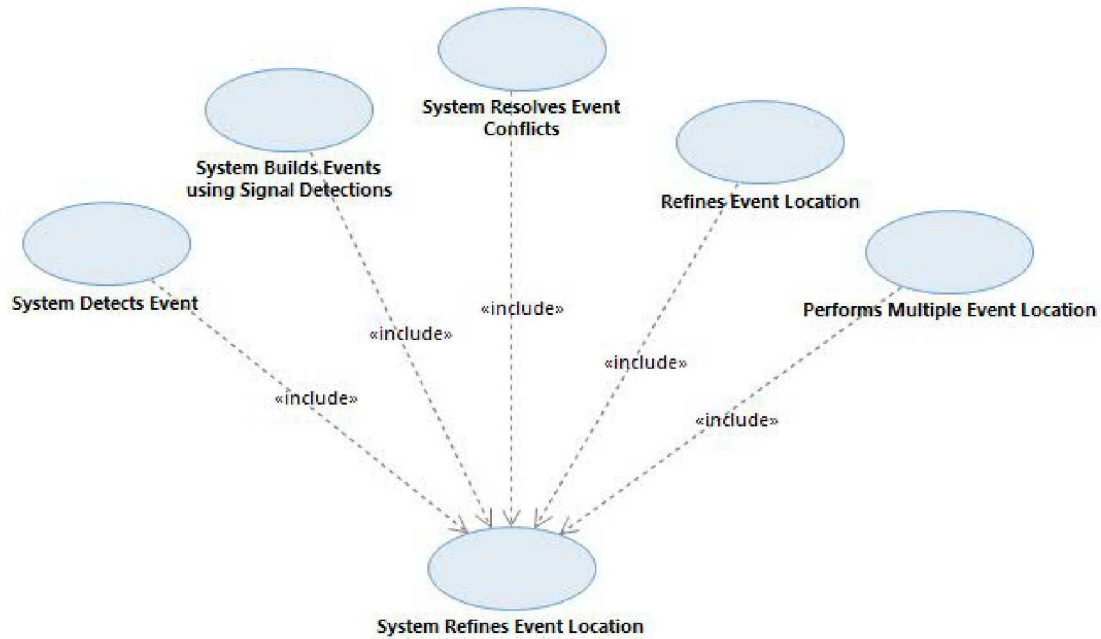 System Resolves Event
Conflicts
System Builds Events
using Signal Detections
Refines Event Location
System Detects Event
Performs Multiple Event Location
«include»
«include»
«include»
«include»
«include»
System Refines Event Location